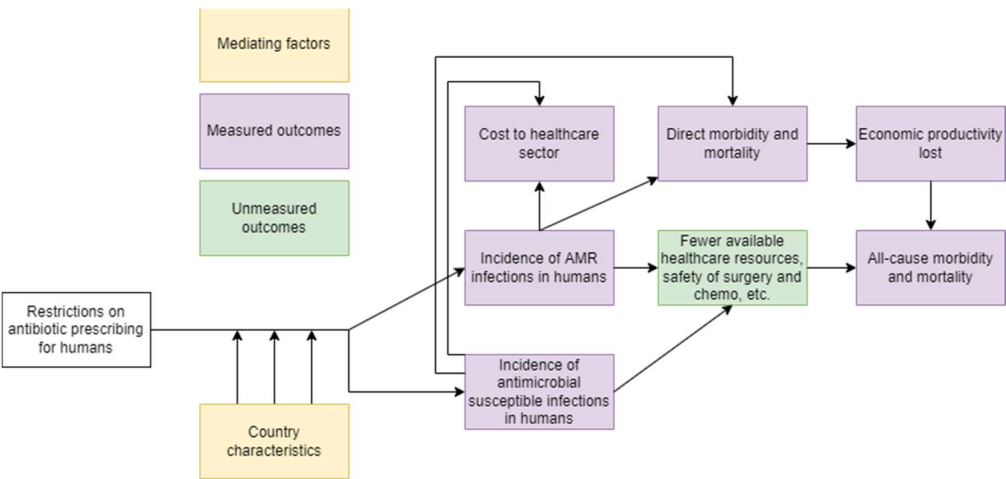 Mediating factors
Measured outcomes
Unmeasured
outcomes
Cost to healthcare
sector
Direct morbidity and
mortality
Economic productivity
lost
Incidence of AMR
infections in humans
Fewer available
healthcare resources,
safety of surgery and
chemo, etc.
All-cause morbidity
and mortality
Restrictions on
antibiotic prescribing
for humans
Incidence of
antimicrobial
susceptible infections
in humans
Country
characteristics